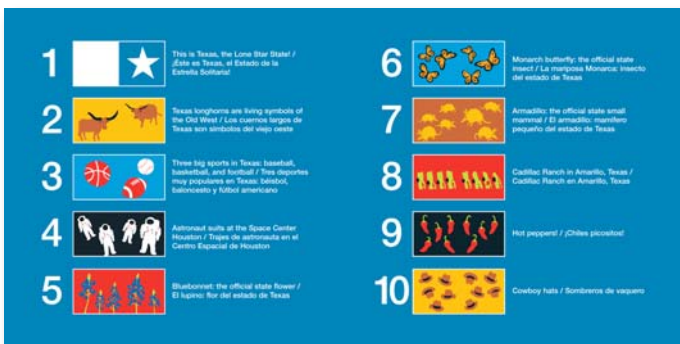 1
This is Texas, the Lone Star State! /
¡Éste es Texas, el Estado de la
Estrella Solitaria!
2
Texas longhorns are living symbols of
the Old West / Los cuernos largos de
Texas son símbolos del viejo oeste
3
Three big sports in Texas: baseball,
basketball, and football / Tres deportes
muy populares en Texas: béisbol,
baloncesto y fútbol americano
4
Astronaut suits at the Space Center
Houston / Trajes de astronauta en el
Centro Espacial de Houston
5
Bluebonnet: the official state flower /
El lupino: flor del estado de Texas
6
Monarch butterfly: the official state
insect / La mariposa Monarca: insecto
del estado de Texas
7
Armadillo: the official state small
mammal / El armadillo: mamífero
pequeño del estado de Texas
8
Cadillac Ranch in Amarillo, Texas /
Cadillac Ranch en Amarillo, Texas
9
Hot peppers! / ¡Chiles picositos!
10
Cowboy hats / Sombreros de vaquero